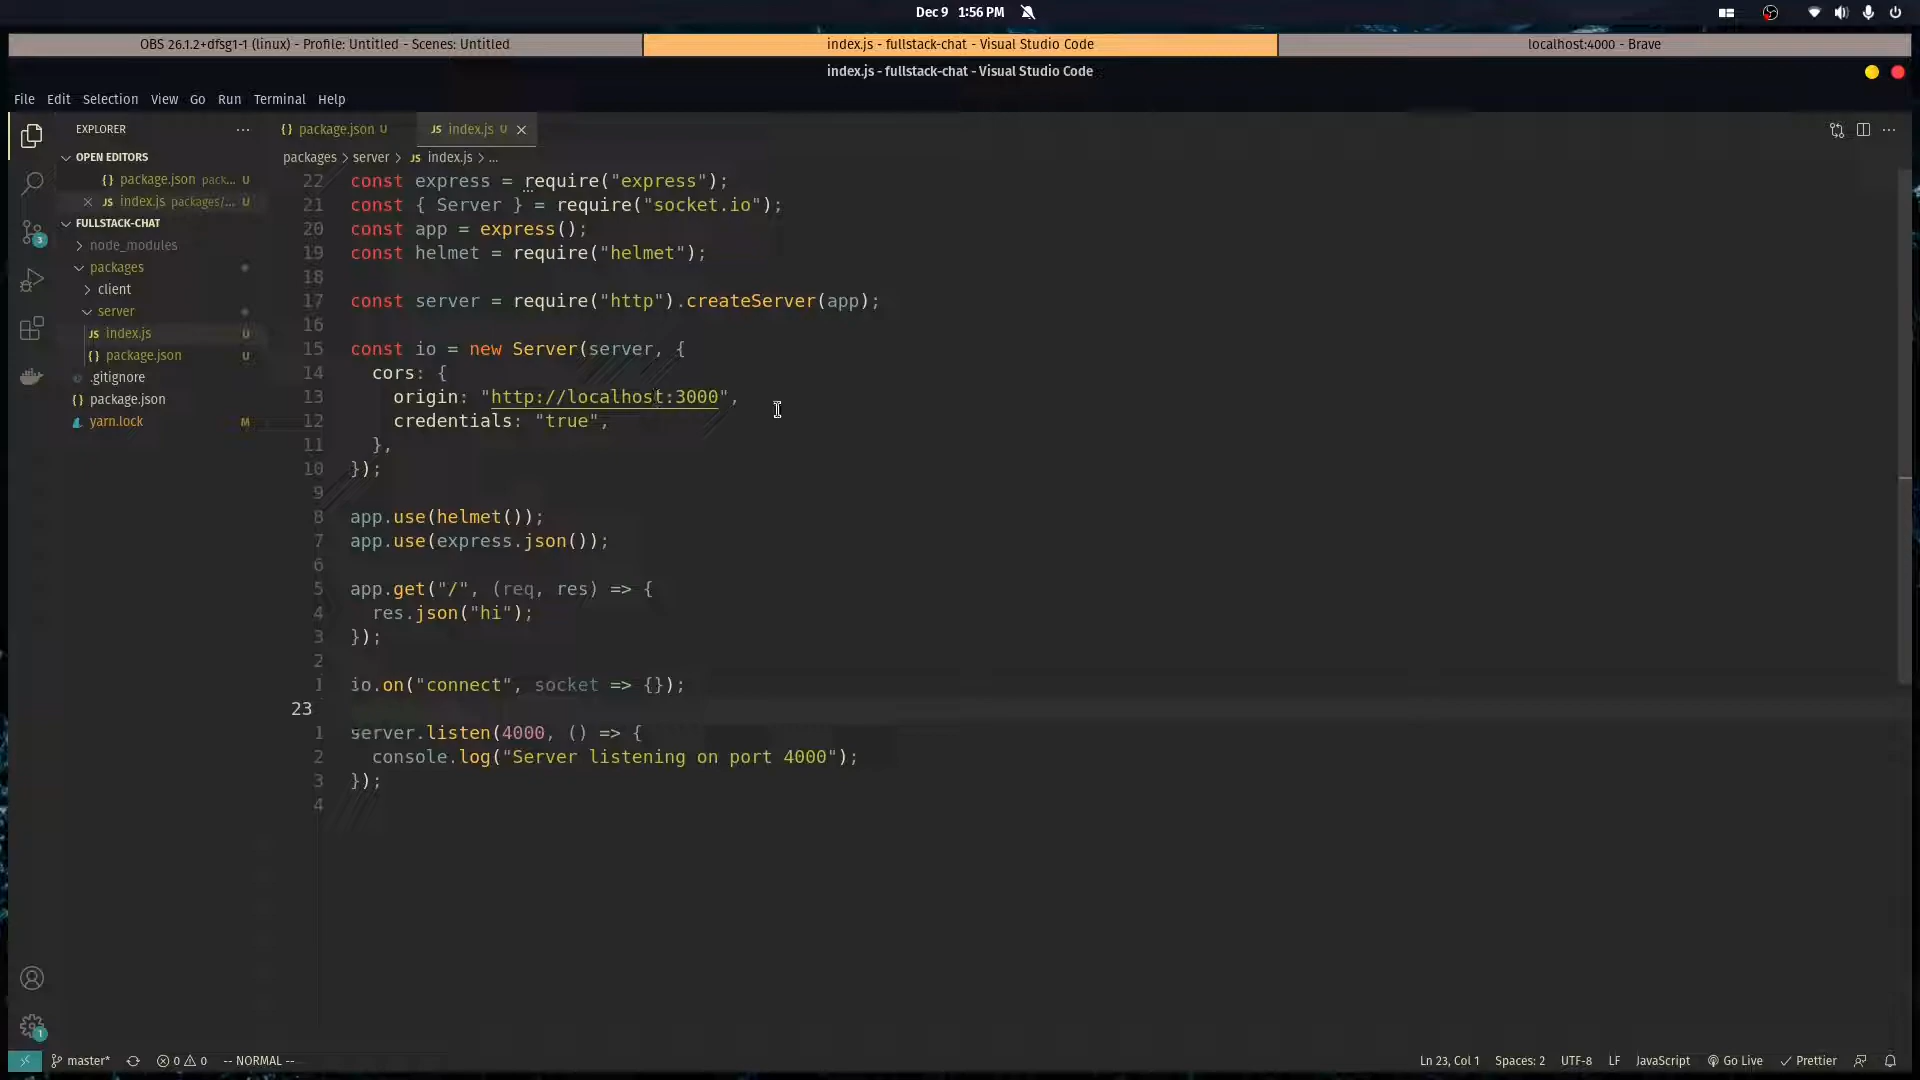 Dec 9 1:56 PM
OBS 26.1.2+dfsg1-1 (linux) - Profile: Untitled - Scenes: Untitled
index.js - fullstack-chat - Visual Studio Code
localhost:4000 - Brave
index.js - fullstack-chat - Visual Studio Code
File Edit Selection View Go Run Terminal Help
EXPLORER ...
OPEN EDITORS
{} package.json pack... U
JS index.js packages/... U
FULLSTACK-CHAT
node_modules
packages
client
server
JS index.js U
{} package.json U
.gitignore
{} package.json
yarn.lock M
3
1
{} package.json U
JS index.js U
packages > server > JS index.js > ...
22 const express = require("express");
21 const { Server } = require("socket.io");
20 const app = express();
19 const helmet = require("helmet");
18
17 const server = require("http").createServer(app);
16
15 const io = new Server(server, {
14 cors: {
13 origin: "http://localhost:3000",
12 credentials: "true",
11 },
10 });
9
8 app.use(helmet());
7 app.use(express.json());
6
5 app.get("/", (req, res) => {
4 res.json("hi");
3 });
2
1 io.on("connect", socket => {});
23
1 server.listen(4000, () => {
2 console.log("Server listening on port 4000");
3 });
4
master* 0 0 -- NORMAL --
Ln 23, Col 1 Spaces: 2 UTF-8 LF JavaScript Go Live Prettier